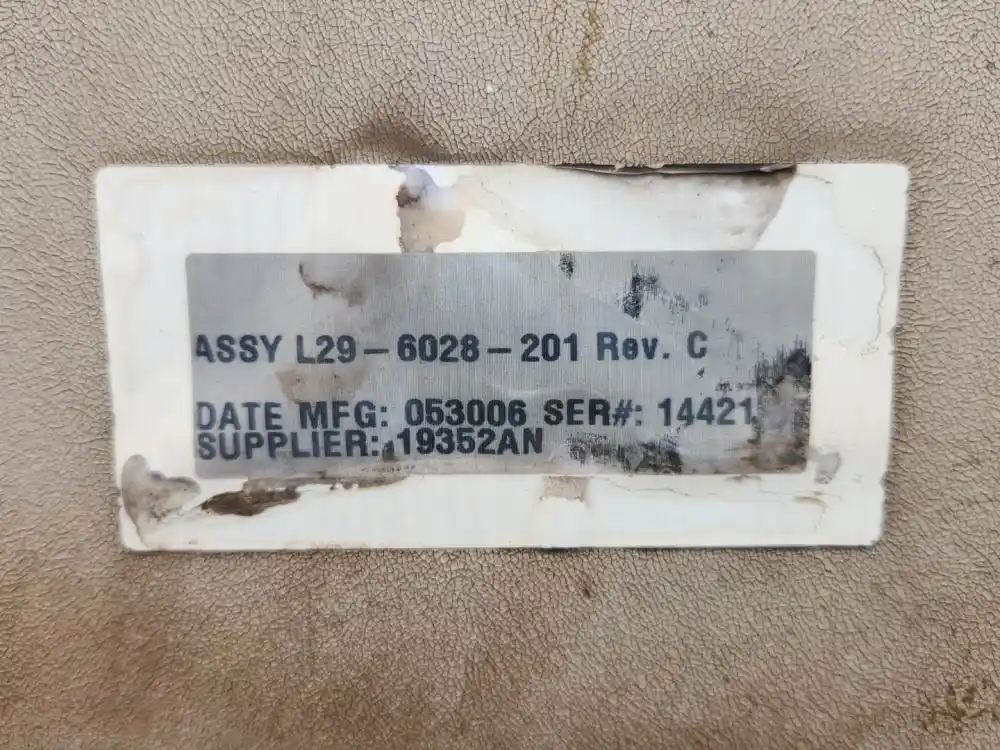 ASSY L29-6028-201 Rev. C
DATE MFG: 053006 SER#: 14421
SUPPLIER: 19352AN